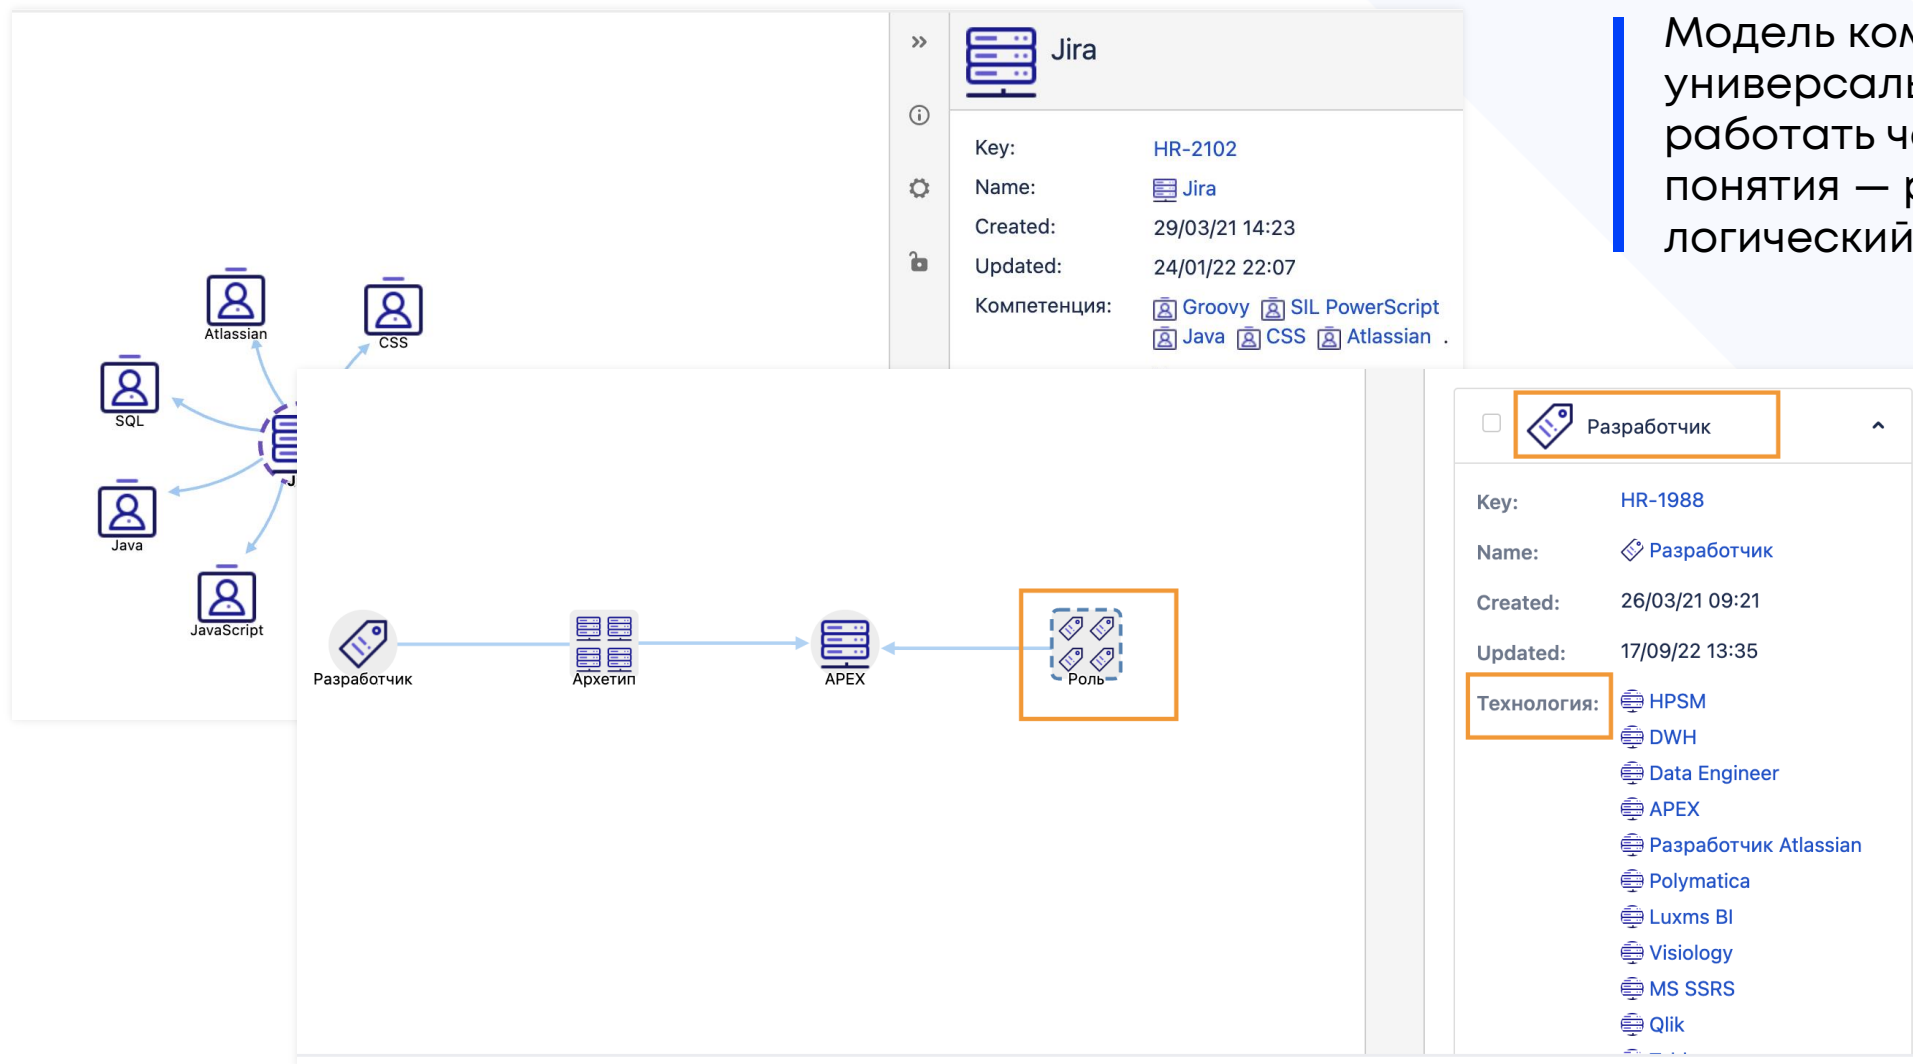 Jira
Key: HR-2102
Name: Jira
Created: 29/03/21 14:23
Updated: 24/01/22 22:07
Компетенция: Groovy SIL PowerScript
Java CSS Atlassian .
Atlassian
CSS
SQL
Java
JavaScript
Разработчик
Архетип
APEX
Роль
Разработчик
Key: HR-1988
Name: Разработчик
Created: 26/03/21 09:21
Updated: 17/09/22 13:35
Технология: HPSM
DWH
Data Engineer
APEX
Разработчик Atlassian
Polymatica
Luxms BI
Visiology
MS SSRS
Qlik
Модель
работать
понятия —
логический